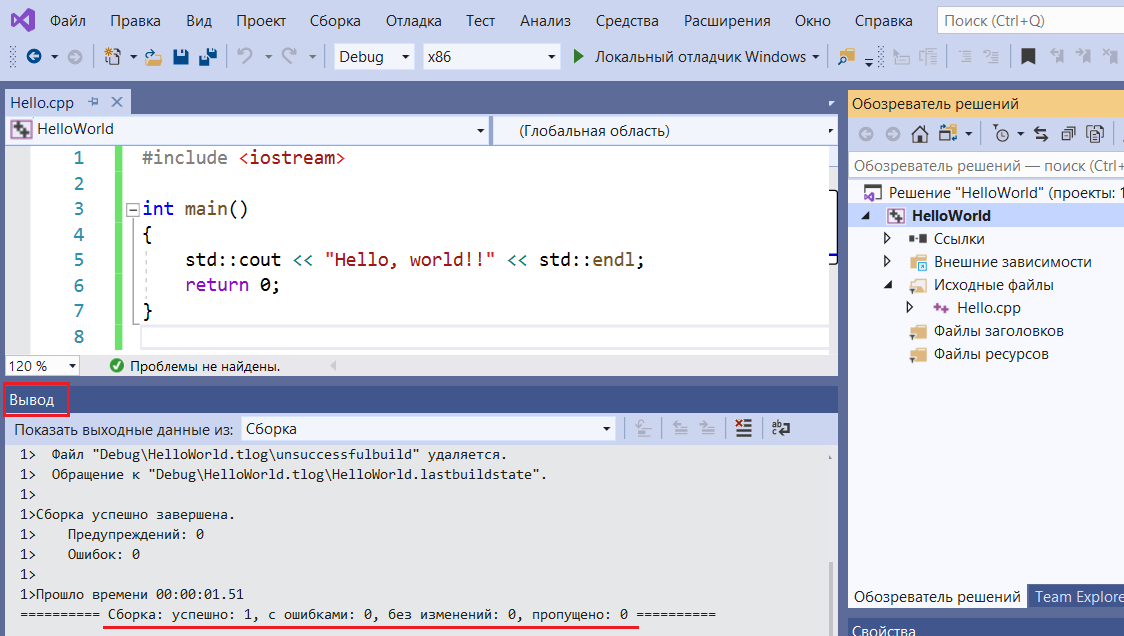 Файл Правка Вид Проект Сборка Отладка Тест Анализ Средства Расширения Окно Справка Поиск (Ctrl+Q)
Debug x86 Локальный отладчик Windows
Hello.cpp
HelloWorld (Глобальная область)
1 #include <iostream>
2
3 int main()
4 {
5 std::cout << "Hello, world!!" << std::endl;
6 return 0;
7 }
8
120 % Проблемы не найдены.
Вывод
Показать выходные данные из: Сборка
1> Файл "Debug\HelloWorld.tlog\unsuccessfulbuild" удаляется.
1> Обращение к "Debug\HelloWorld.tlog\HelloWorld.lastbuildstate".
1>
1>Сборка успешно завершена.
1> Предупреждений: 0
1> Ошибок: 0
1>
1>Прошло времени 00:00:01.51
========== Сборка: успешно: 1, с ошибками: 0, без изменений: 0, пропущено: 0 ==========
Обозреватель решений
Обозреватель решений — поиск (Ctrl+
Решение "HelloWorld" (проекты: 1
HelloWorld
Ссылки
Внешние зависимости
Исходные файлы
Hello.cpp
Файлы заголовков
Файлы ресурсов
Обозреватель решений Team Explore
Свойства